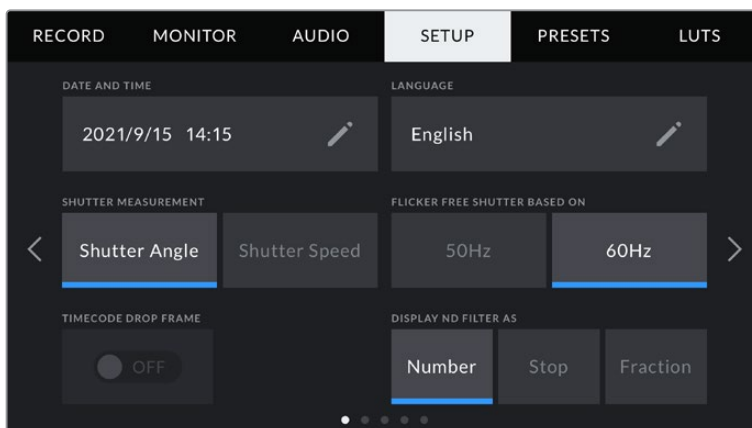 RECORD MONITOR AUDIO SETUP PRESETS LUTS
DATE AND TIME LANGUAGE
2021/9/15 14:15 English
SHUTTER MEASUREMENT FLICKER FREE SHUTTER BASED ON
Shutter Angle Shutter Speed 50Hz 60Hz
TIMECODE DROP FRAME DISPLAY ND FILTER AS
OFF Number Stop Fraction